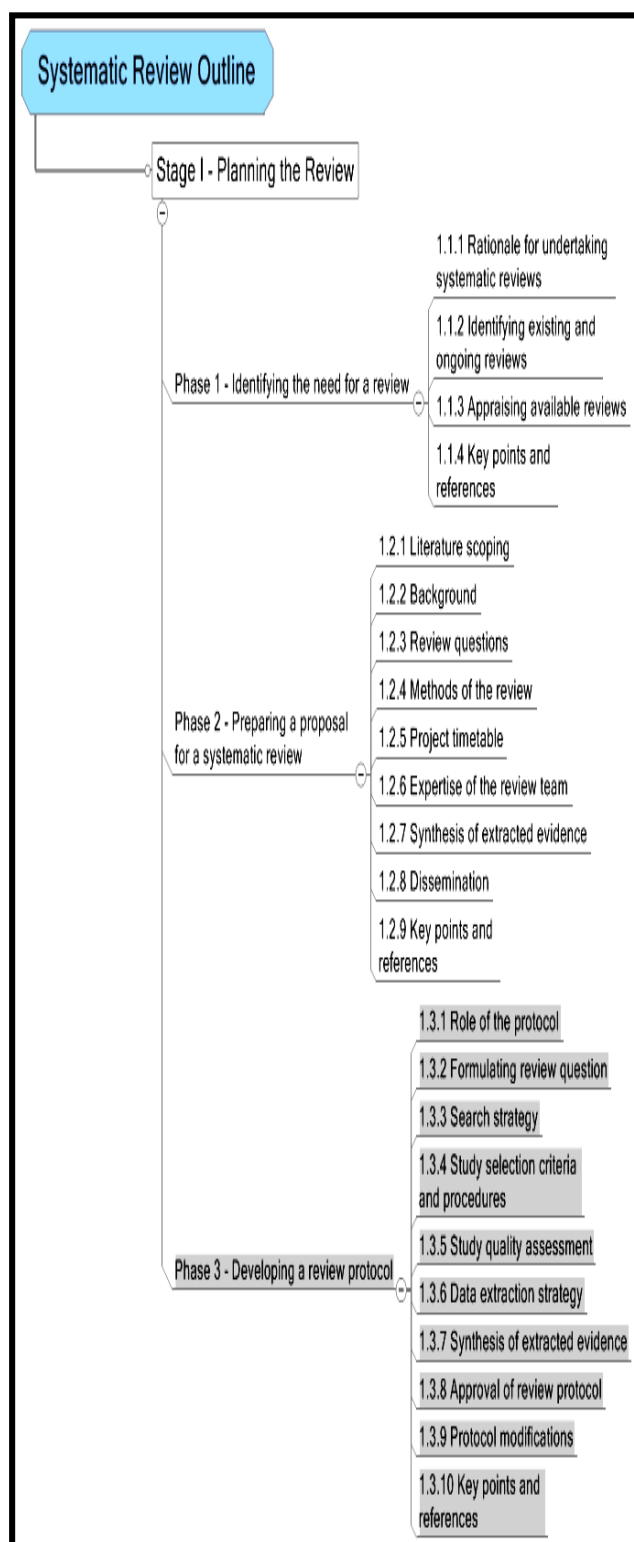 Systematic Review Outline
Stage I - Planning the Review
Phase 1 - Identifying the need for a review
1.1.1 Rationale for undertaking
systematic reviews
1.1.2 Identifying existing and
ongoing reviews
1.1.3 Appraising available reviews
1.1.4 Key points and
references
Phase 2 - Preparing a proposal
for a systematic review
1.2.1 Literature scoping
1.2.2 Background
1.2.3 Review questions
1.2.4 Methods of the review
1.2.5 Project timetable
1.2.6 Expertise of the review team
1.2.7 Synthesis of extracted evidence
1.2.8 Dissemination
1.2.9 Key points and
references
Phase 3 - Developing a review protocol
1.3.1 Role of the protocol
1.3.2 Formulating review question
1.3.3 Search strategy
1.3.4 Study selection criteria
and procedures
1.3.5 Study quality assessment
1.3.6 Data extraction strategy
1.3.7 Synthesis of extracted evidence
1.3.8 Approval of review protocol
1.3.9 Protocol modifications
1.3.10 Key points and
references